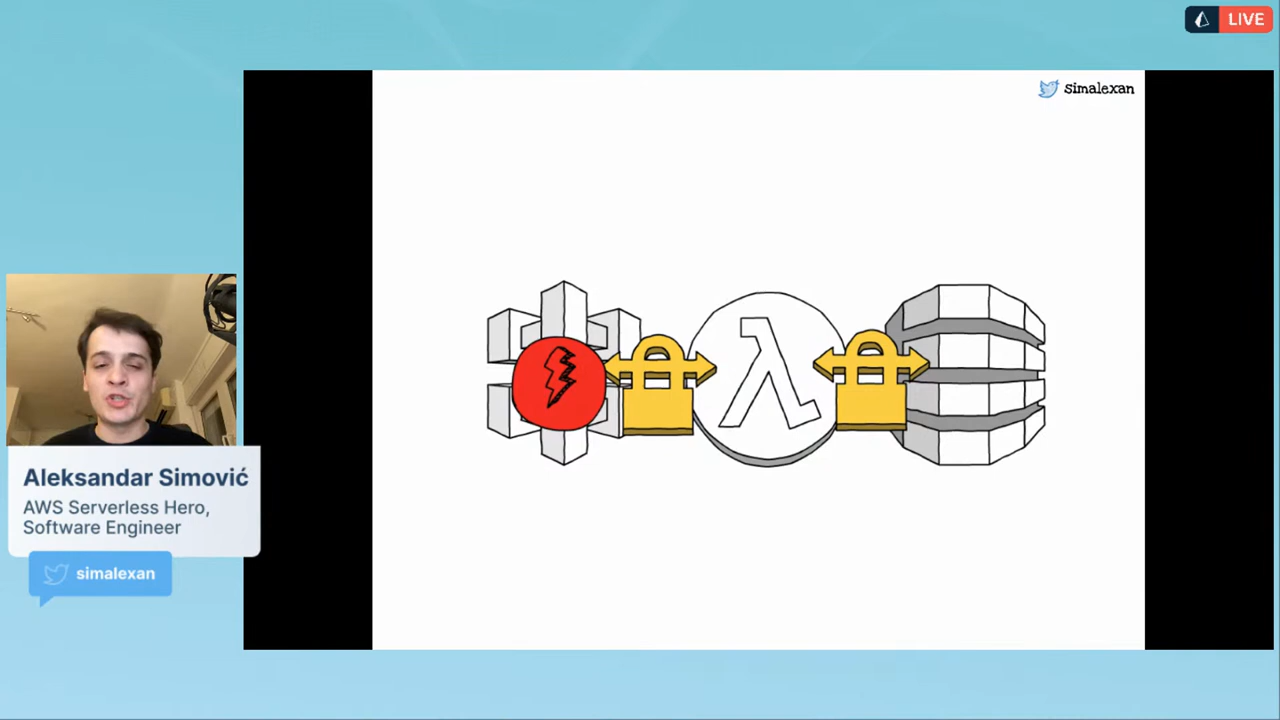 LIVE
simalexan
λ
Aleksandar Simović
AWS Serverless Hero,
Software Engineer
simalexan